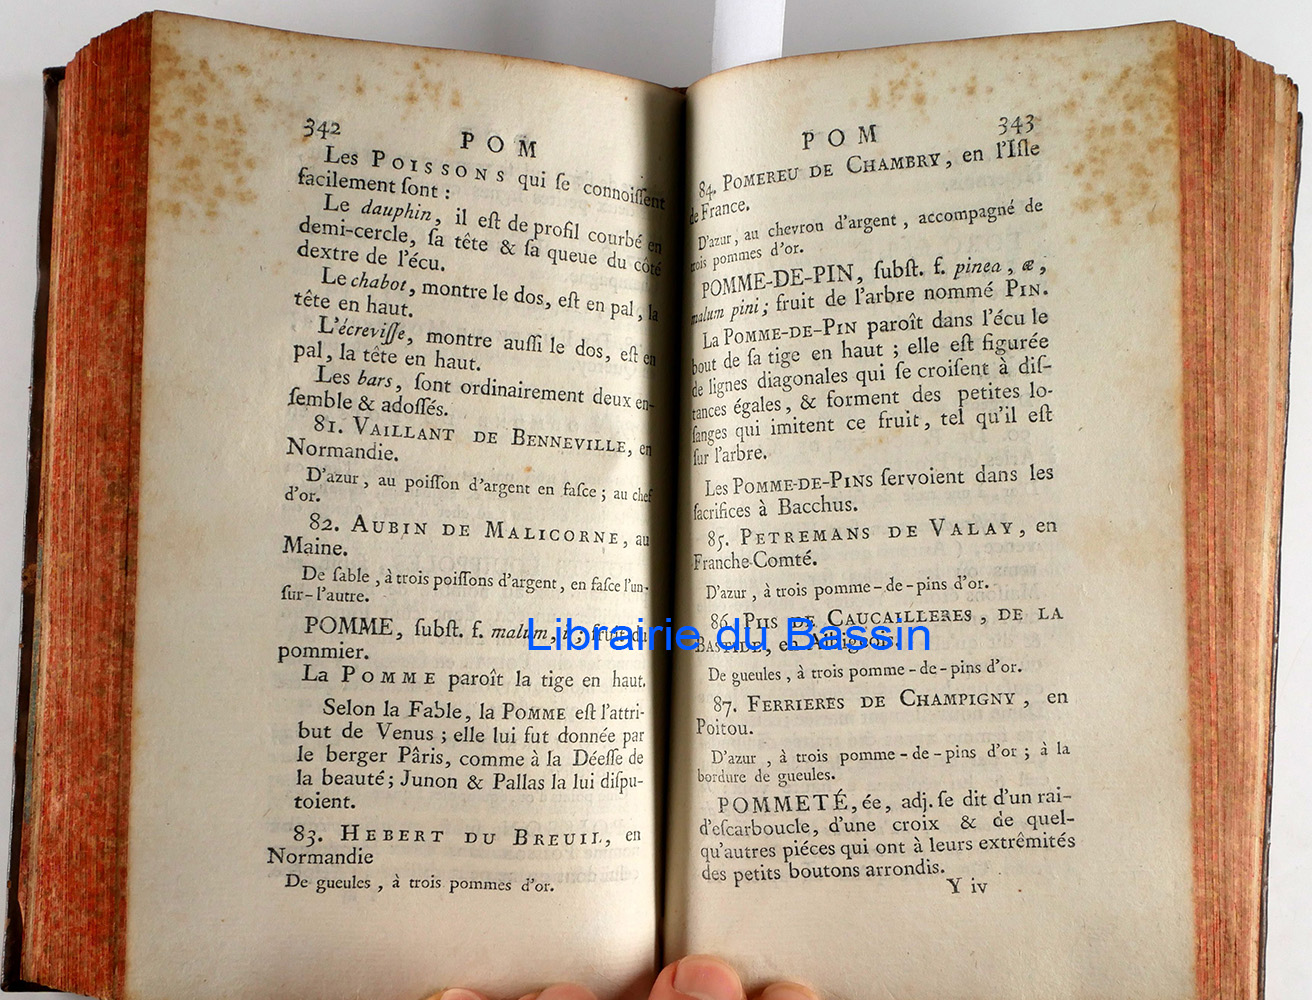 342
POM
Les POISSONS qui ſe connoiſſent
facilement ſont :
Le dauphin, il eſt de profil courbé en
demi-cercle, ſa tête & ſa queue du côté
dextre de l'écu.
Le chabot, montre le dos, eſt en pal, la
tête en haut.
L'écreviſſe, montre auſſi le dos, eſt en
pal, la tête en haut.
Les bars, ſont ordinairement deux en-
ſemble & adoſſés.
81. VAILLANT DE BENNEVILLE, en
Normandie.
D'azur, au poiſſon d'argent en faſce; au chef
d'or.
82. AUBIN DE MALICORNE, au
Maine.
De ſable, à trois poiſſons d'argent, en faſce l'un-
ſur-l'autre.
POMME, ſubſt. f. malum, i; fruit du
pommier.
La POMME paroît la tige en haut.
Selon la Fable, la POMME eſt l'attri-
but de Venus; elle lui fut donnée par
le berger Pâris, comme à la Déeſſe de
la beauté; Junon & Pallas la lui diſpu-
toient.
83. HEBERT DU BREUIL, en
Normandie
De gueules, à trois pommes d'or.
POM
343
84. POMEREU DE CHAMBRY, en l'Iſle
de France.
D'azur, au chevron d'argent, accompagné de
trois pommes d'or.
POMME-DE-PIN, ſubſt. f. pinea, æ,
malum pini; fruit de l'arbre nommé PIN.
La POMME-DE-PIN paroît dans l'écu le
bout de ſa tige en haut; elle eſt figurée
de lignes diagonales qui ſe croiſent à diſ-
tances égales, & forment des petites lo-
ſanges qui imitent ce fruit, tel qu'il eſt
ſur l'arbre.
Les POMME-DE-PINS ſervoient dans les
ſacrifices à Bacchus.
85. PETREMANS DE VALAY, en
Franche-Comté.
D'azur, à trois pomme-de-pins d'or.
86. PIIS DE CAUCAILLERES, DE LA
BASTIDE, en Albigeois.
De gueules, à trois pomme-de-pins d'or.
87. FERRIERES DE CHAMPIGNY, en
Poitou.
D'azur, à trois pomme-de-pins d'or; à la
bordure de gueules.
POMMETÉ, ée, adj. ſe dit d'un rai-
d'eſcarboucle, d'une croix & de quel-
qu'autres piéces qui ont à leurs extrêmités
des petits boutons arrondis.
Y iv
Librairie du Bassin